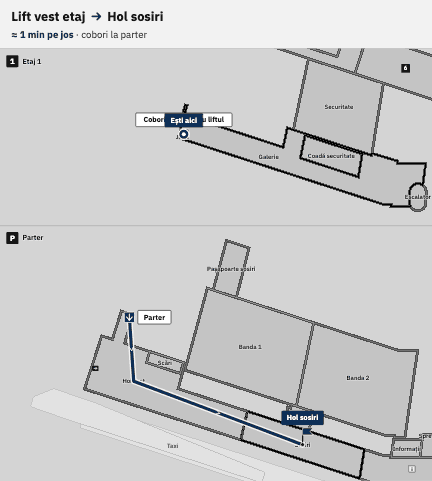 Lift vest etaj → Hol sosiri
≈ 1 min pe jos · cobori la parter
1 Etaj 1
6
Securitate
Ești aici
liftul
Galerie
Coadă securitate
Escalator
P Parter
Pașapoarte sosiri
Parter
Banda 1
Scări
Banda 2
Hol sosiri
Taxi
Informații